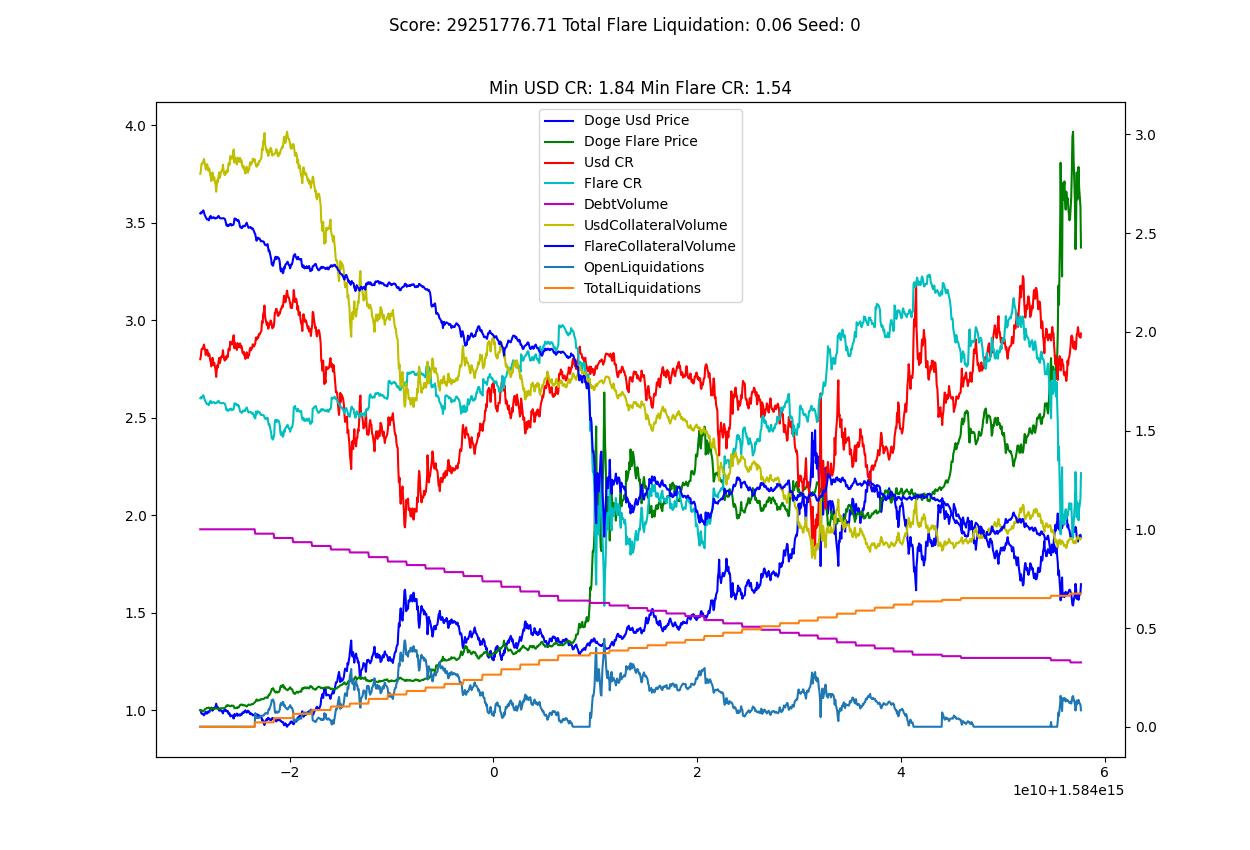 Score: 29251776.71 Total Flare Liquidation: 0.06 Seed: 0
Min USD CR: 1.84 Min Flare CR: 1.54
Doge Usd Price
Doge Flare Price
Usd CR
Flare CR
DebtVolume
UsdCollateralVolume
FlareCollateralVolume
OpenLiquidations
TotalLiquidations
4.0
3.5
3.0
2.5
2.0
1.5
1.0
3.0
2.5
2.0
1.5
1.0
0.5
0.0
−2 0 2 4 6
1e10+1.584e15